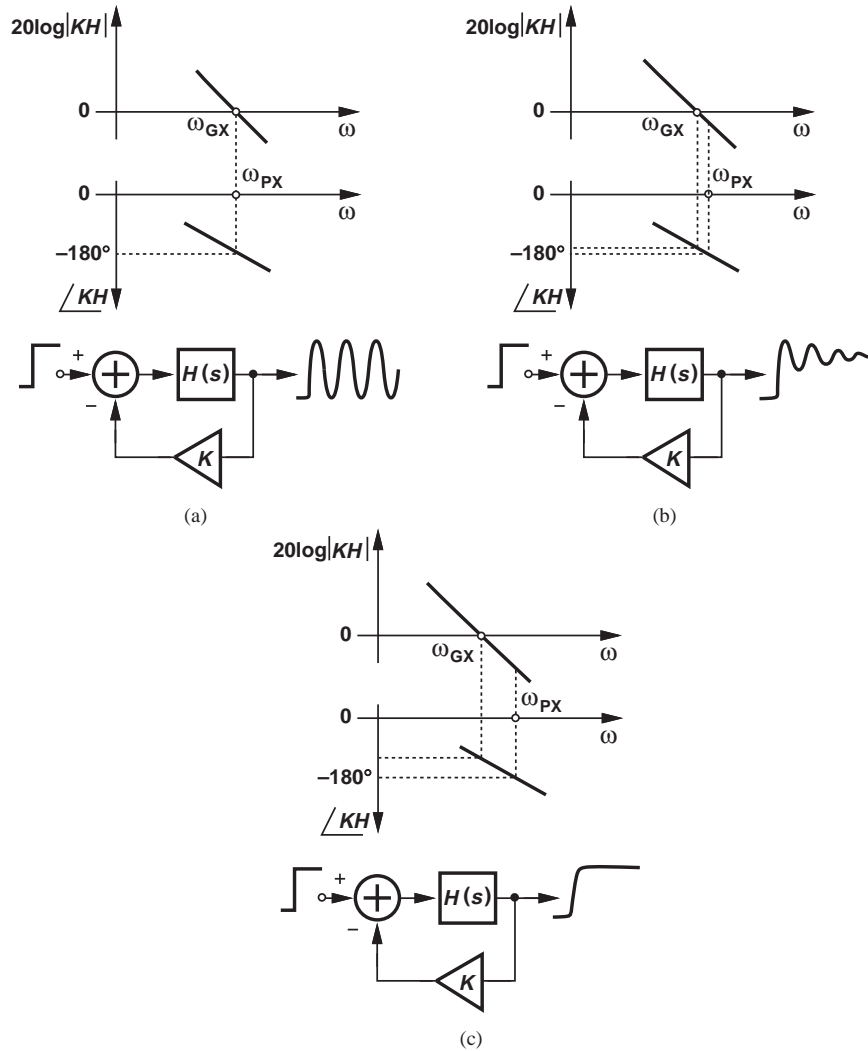 20log|KH|
0
ωGX
ω
ωPX
0
ω
−180°
∠KH
+
−
H(s)
K
(a)
20log|KH|
0
ωGX
ω
ωPX
0
ω
−180°
∠KH
+
−
H(s)
K
(b)
20log|KH|
0
ωGX
ω
ωPX
0
ω
−180°
∠KH
+
−
H(s)
K
(c)